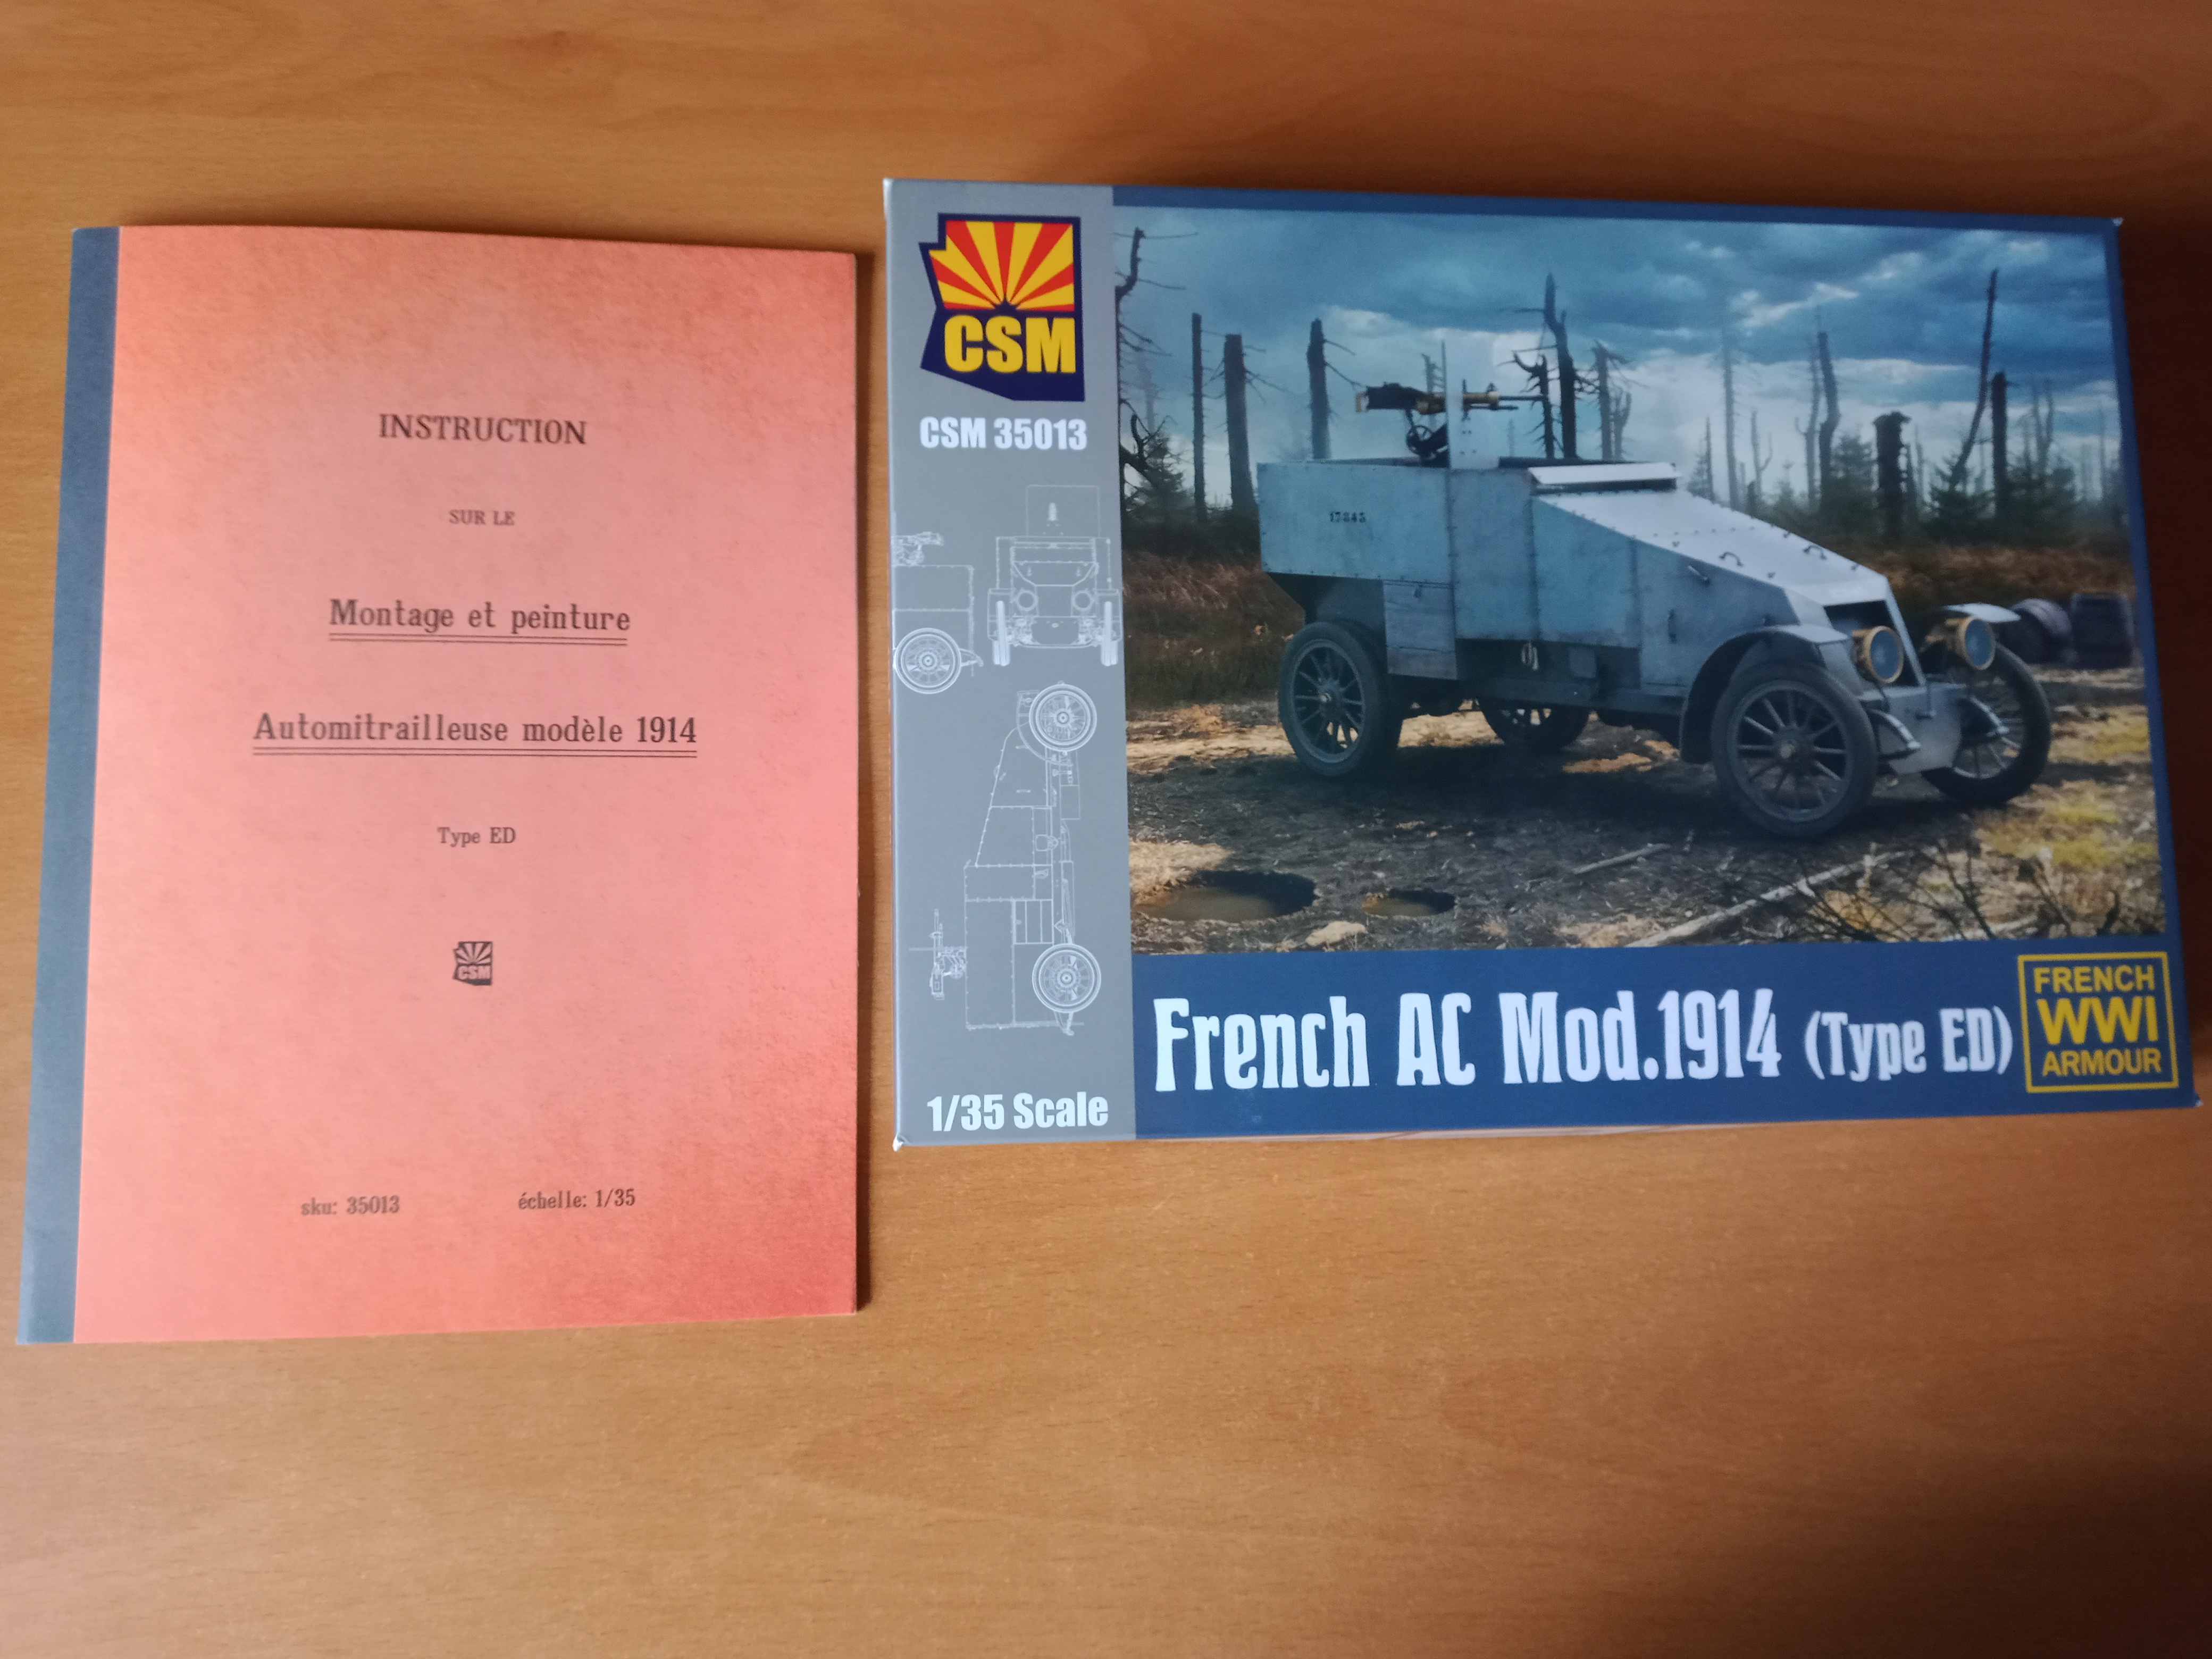 INSTRUCTION
SUR LE
Montage et peinture
Automitrailleuse modèle 1914
Type ED
CSM
sku: 35013
échelle: 1/35
CSM
CSM 35013
1/35 Scale
13843
French AC Mod.1914 (Type ED)
FRENCH
WWI
ARMOUR